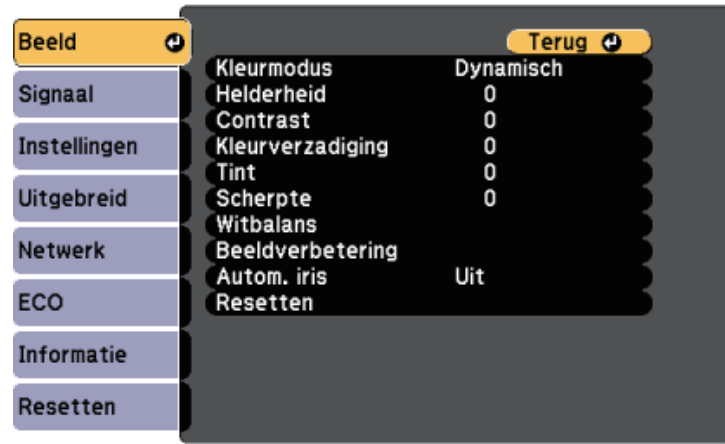 Beeld
Signaal
Instellingen
Uitgebreid
Netwerk
ECO
Informatie
Resetten
Terug
Kleurmodus Dynamisch
Helderheid 0
Contrast 0
Kleurverzadiging 0
Tint 0
Scherpte 0
Witbalans
Beeldverbetering
Autom. iris Uit
Resetten